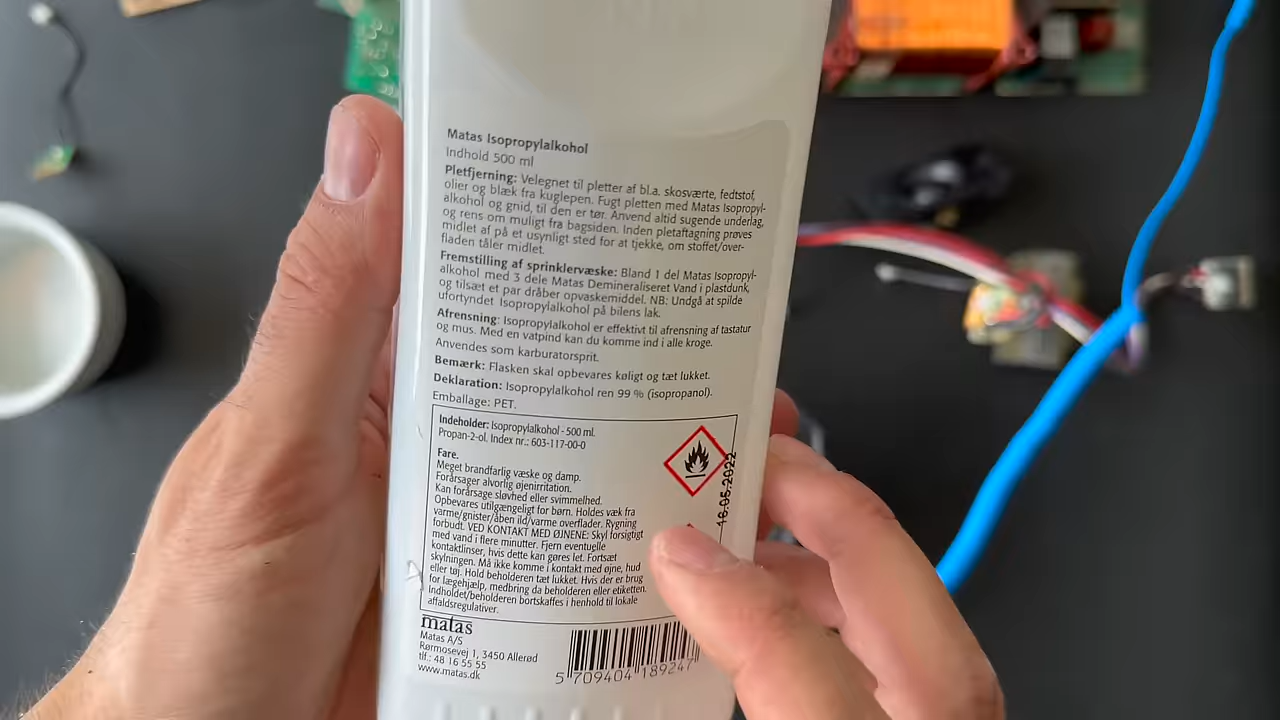 Matas Isopropylalkohol
Indhold 500 ml
Pletfjerning: Velegnet til pletter af bl.a. skosværte, fedtstof,
olier og blæk fra kuglepen. Fugt pletten med Matas Isopropyl-
alkohol og gnid, til den er tør. Anvend altid sugende underlag,
og rens om muligt fra bagsiden. Inden pletaftagning prøves
midlet af på et usynligt sted for at tjekke, om stoffet/over-
fladen tåler midlet.
Fremstilling af sprinklervæske: Bland 1 del Matas Isopropyl-
alkohol med 3 dele Matas Demineraliseret Vand i plastdunk,
og tilsæt et par dråber opvaskemiddel. NB: Undgå at spilde
ufortyndet Isopropylalkohol på bilens lak.
Afrensning: Isopropylalkohol er effektivt til afrensning af tastatur
og mus. Med en vatpind kan du komme ind i alle kroge.
Anvendes som karburatorsprit.
Bemærk: Flasken skal opbevares køligt og tæt lukket.
Deklaration: Isopropylalkohol ren 99 % (isopropanol).
Emballage: PET.
Indeholder: Isopropylalkohol - 500 ml.
Propan-2-ol. Index nr.: 603-117-00-0
Fare.
Meget brandfarlig væske og damp.
Forårsager alvorlig øjenirritation.
Kan forårsage sløvhed eller svimmelhed.
Opbevares utilgængeligt for børn. Holdes væk fra
varme/gnister/åben ild/varme overflader. Rygning
forbudt. VED KONTAKT MED ØJNENE: Skyl forsigtigt
med vand i flere minutter. Fjern eventuelle
kontaktlinser, hvis dette kan gøres let. Fortsæt
skylningen. Må ikke komme i kontakt med øjne, hud
eller tøj. Hold beholderen tæt lukket. Hvis der er brug
for lægehjælp, medbring da beholderen eller etiketten.
Indholdet/beholderen bortskaffes i henhold til lokale
affaldsregulativer.
16.05.2022
matas
Matas A/S
Rørmosevej 1, 3450 Allerød
tlf.: 48 16 55 55
www.matas.dk
5 709404 189247